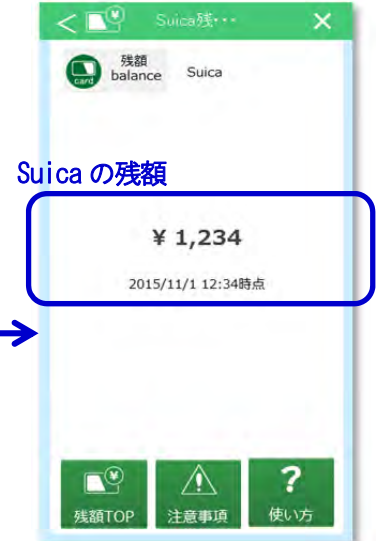 Suica残･･･
残額
balance Suica
card
Suicaの残額
¥ 1,234
2015/11/1 12:34時点
残額TOP 注意事項 使い方